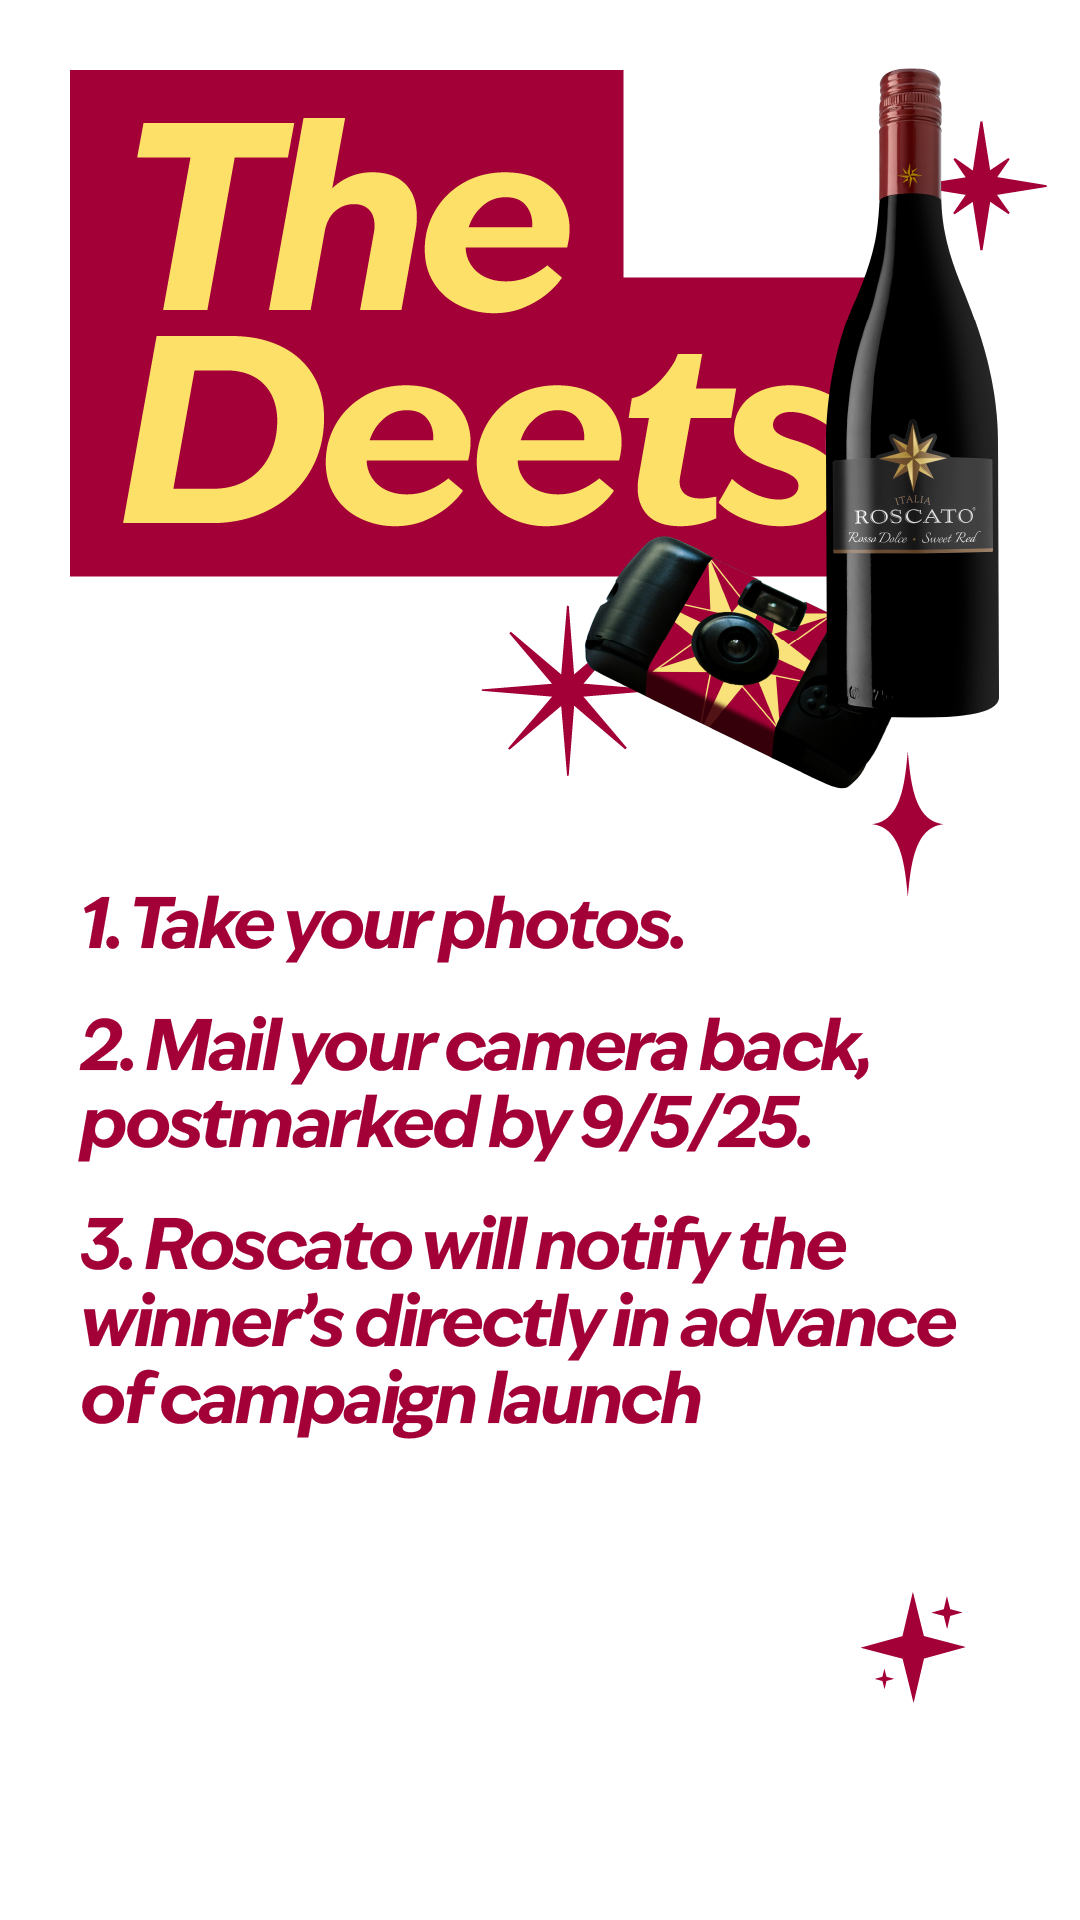 The
Deets
ITALIA
ROSCATO®
Rosso Dolce • Sweet Red
1. Take your photos.
2. Mail your camera back,
postmarked by 9/5/25.
3. Roscato will notify the
winner’s directly in advance
of campaign launch